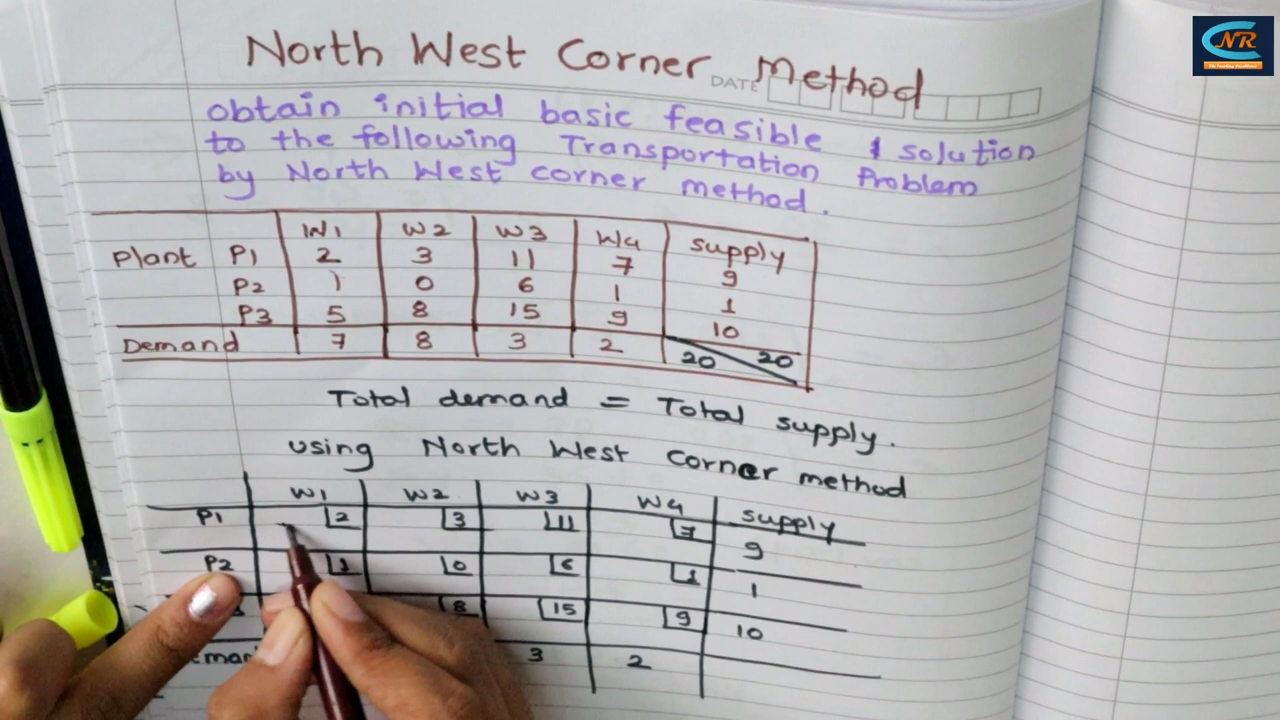 NR
North West Corner Method
DATE
obtain initial basic feasible solution
to the following Transportation Problem
by North West corner method.
W1 W2 W3 W4 Supply
Plant P1 2 3 11 7 9
P2 1 0 6 1 1
P3 5 8 15 9 10
Demand 7 8 3 2 20 20
Total demand = Total supply.
using North West Corner method
W1 W2 W3 W4 supply
P1 2 3 11 7 9
P2 1 0 6 1 1
8 15 9 10
3 2